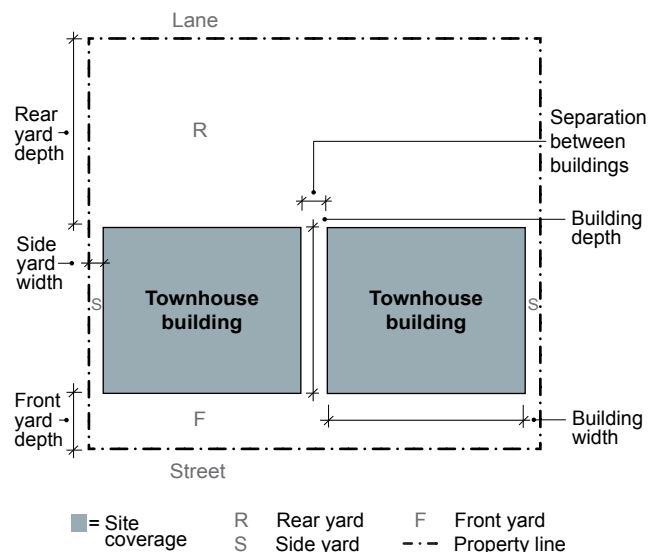 Lane
Rear
yard
depth
R
Separation
between
buildings
Building
depth
Side
yard
width
Townhouse
building
Townhouse
building
S
S
Front
yard
depth
F
Building
width
Street
= Site
coverage
R Rear yard
F Front yard
S Side yard
Property line